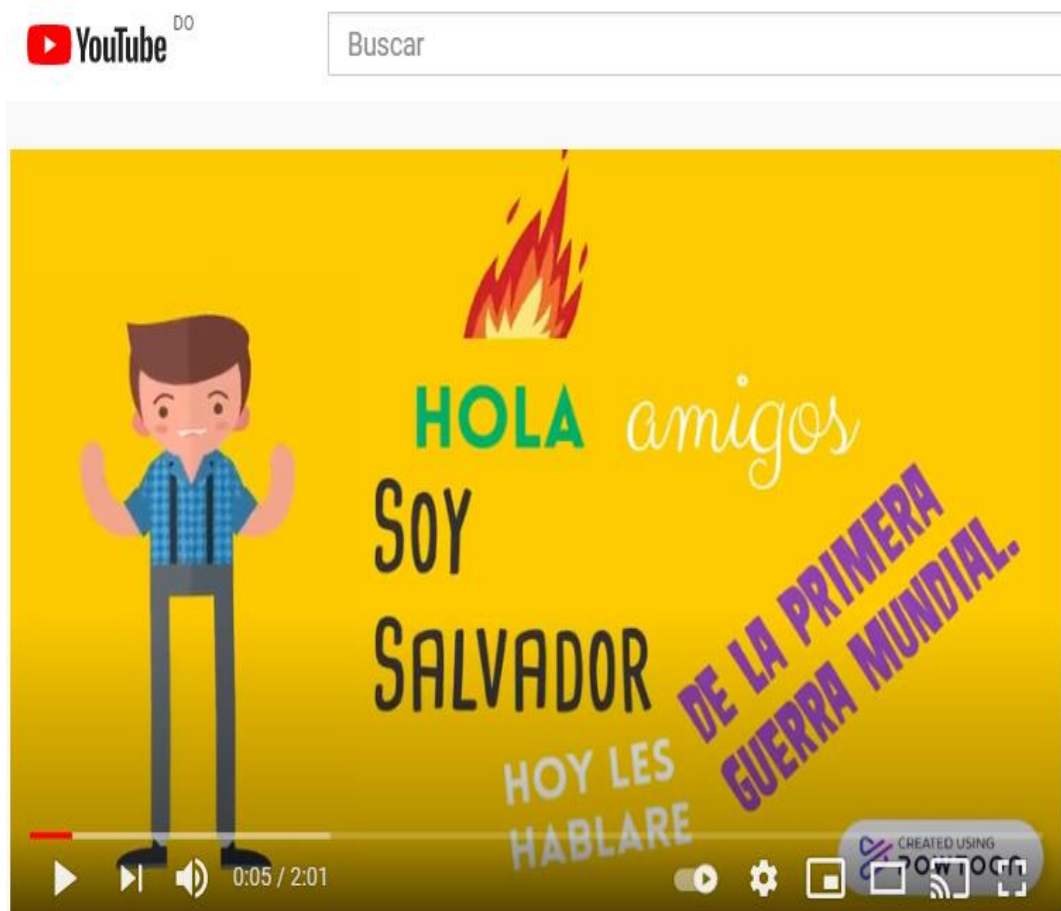 YouTube DO
Buscar
HOLA amigos
SOY
SALVADOR
HOY LES
HABLARE
DE LA PRIMERA
GUERRA MUNDIAL.
0:05 / 2:01
CREATED USING
POWTOON